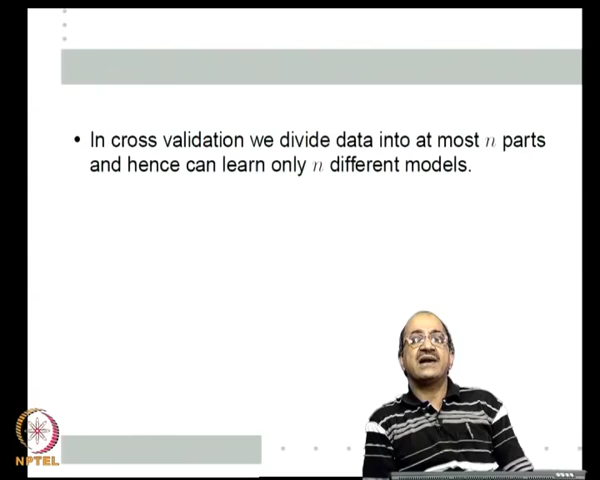 • In cross validation we divide data into at most n parts
and hence can learn only n different models.
NPTEL